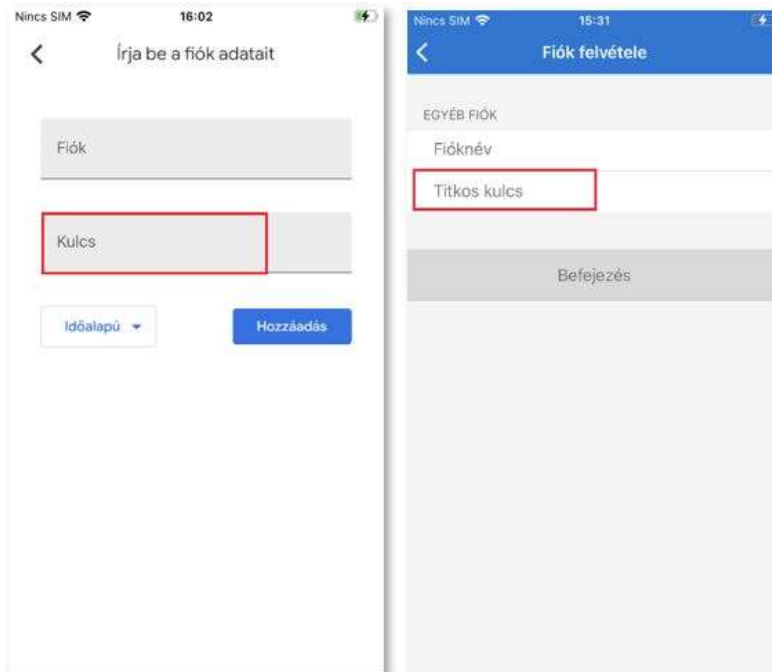 Nincs SIM 16:02
Írja be a fiók adatait
Fiók
Kulcs
Időalapú Hozzáadás
Nincs SIM 15:31
Fiók felvétele
EGYÉB FIÓK
Fióknév
Titkos kulcs
Befejezés